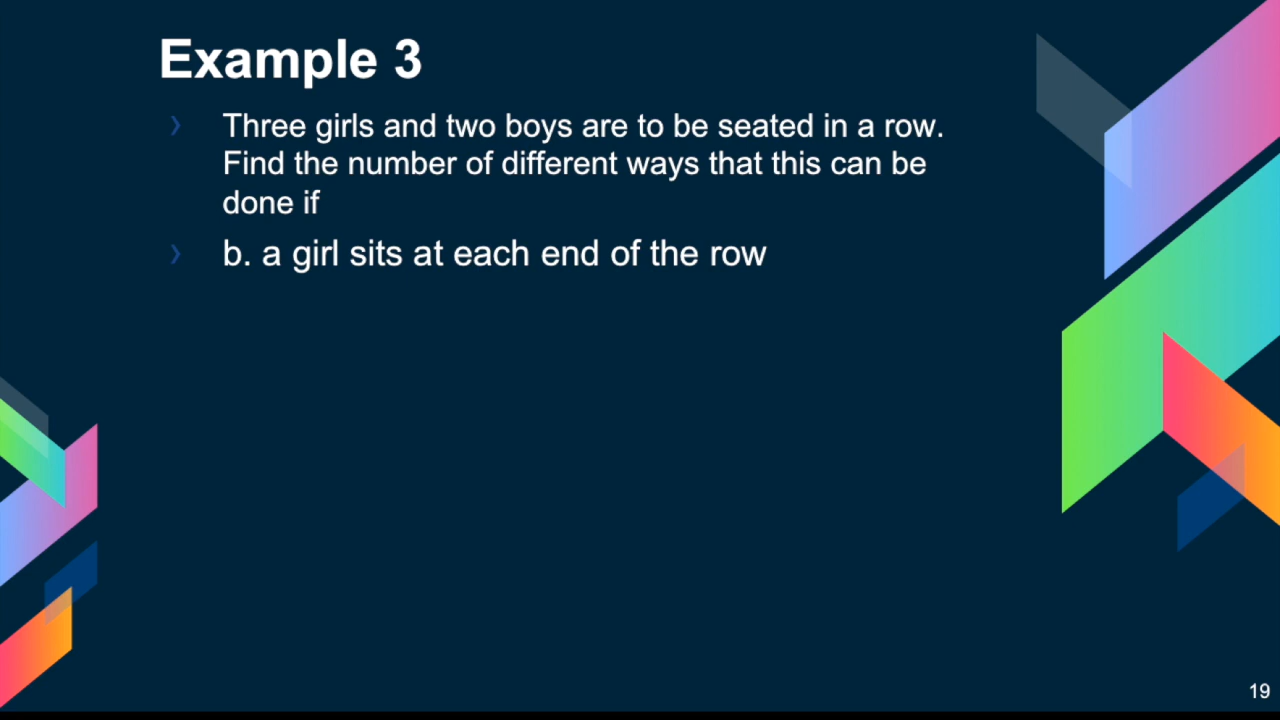 Example 3
› Three girls and two boys are to be seated in a row.
Find the number of different ways that this can be
done if
› b. a girl sits at each end of the row
19